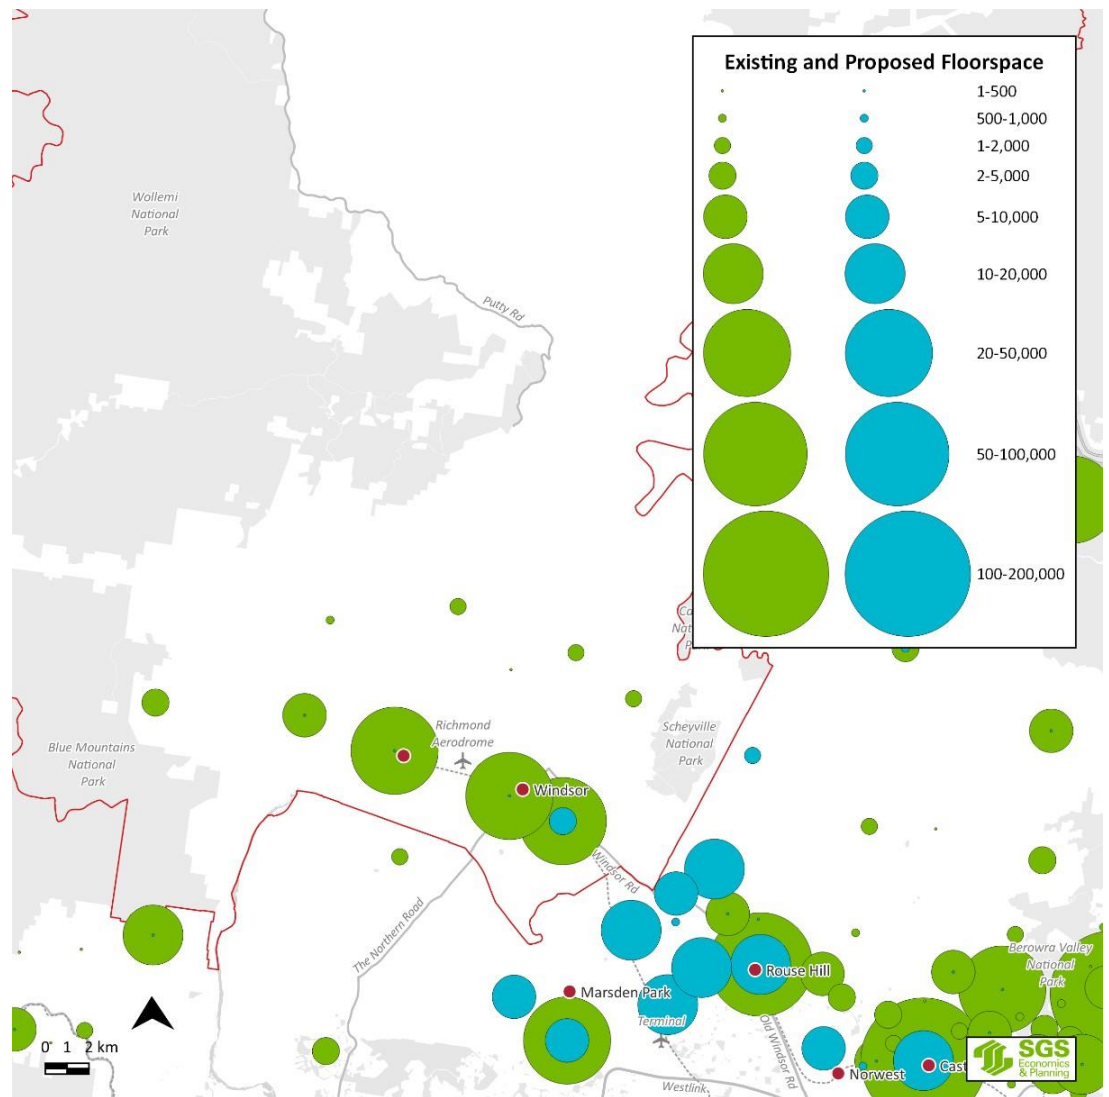 Existing and Proposed Floorspace
1-500
500-1,000
1-2,000
2-5,000
5-10,000
10-20,000
20-50,000
50-100,000
100-200,000
Wollemi
National
Park
Putty Rd
Ca
Nat
P
Richmond
Aerodrome
Scheyville
National
Park
Blue Mountains
National
Park
Windsor
Windsor Rd
The Northern Road
Berowra Valley
National
Park
Rouse Hill
Marsden Park
Terminal
Old Windsor Rd
0 1 2 km
Norwest
Cast
Westlink
SGS
Economics
& Planning